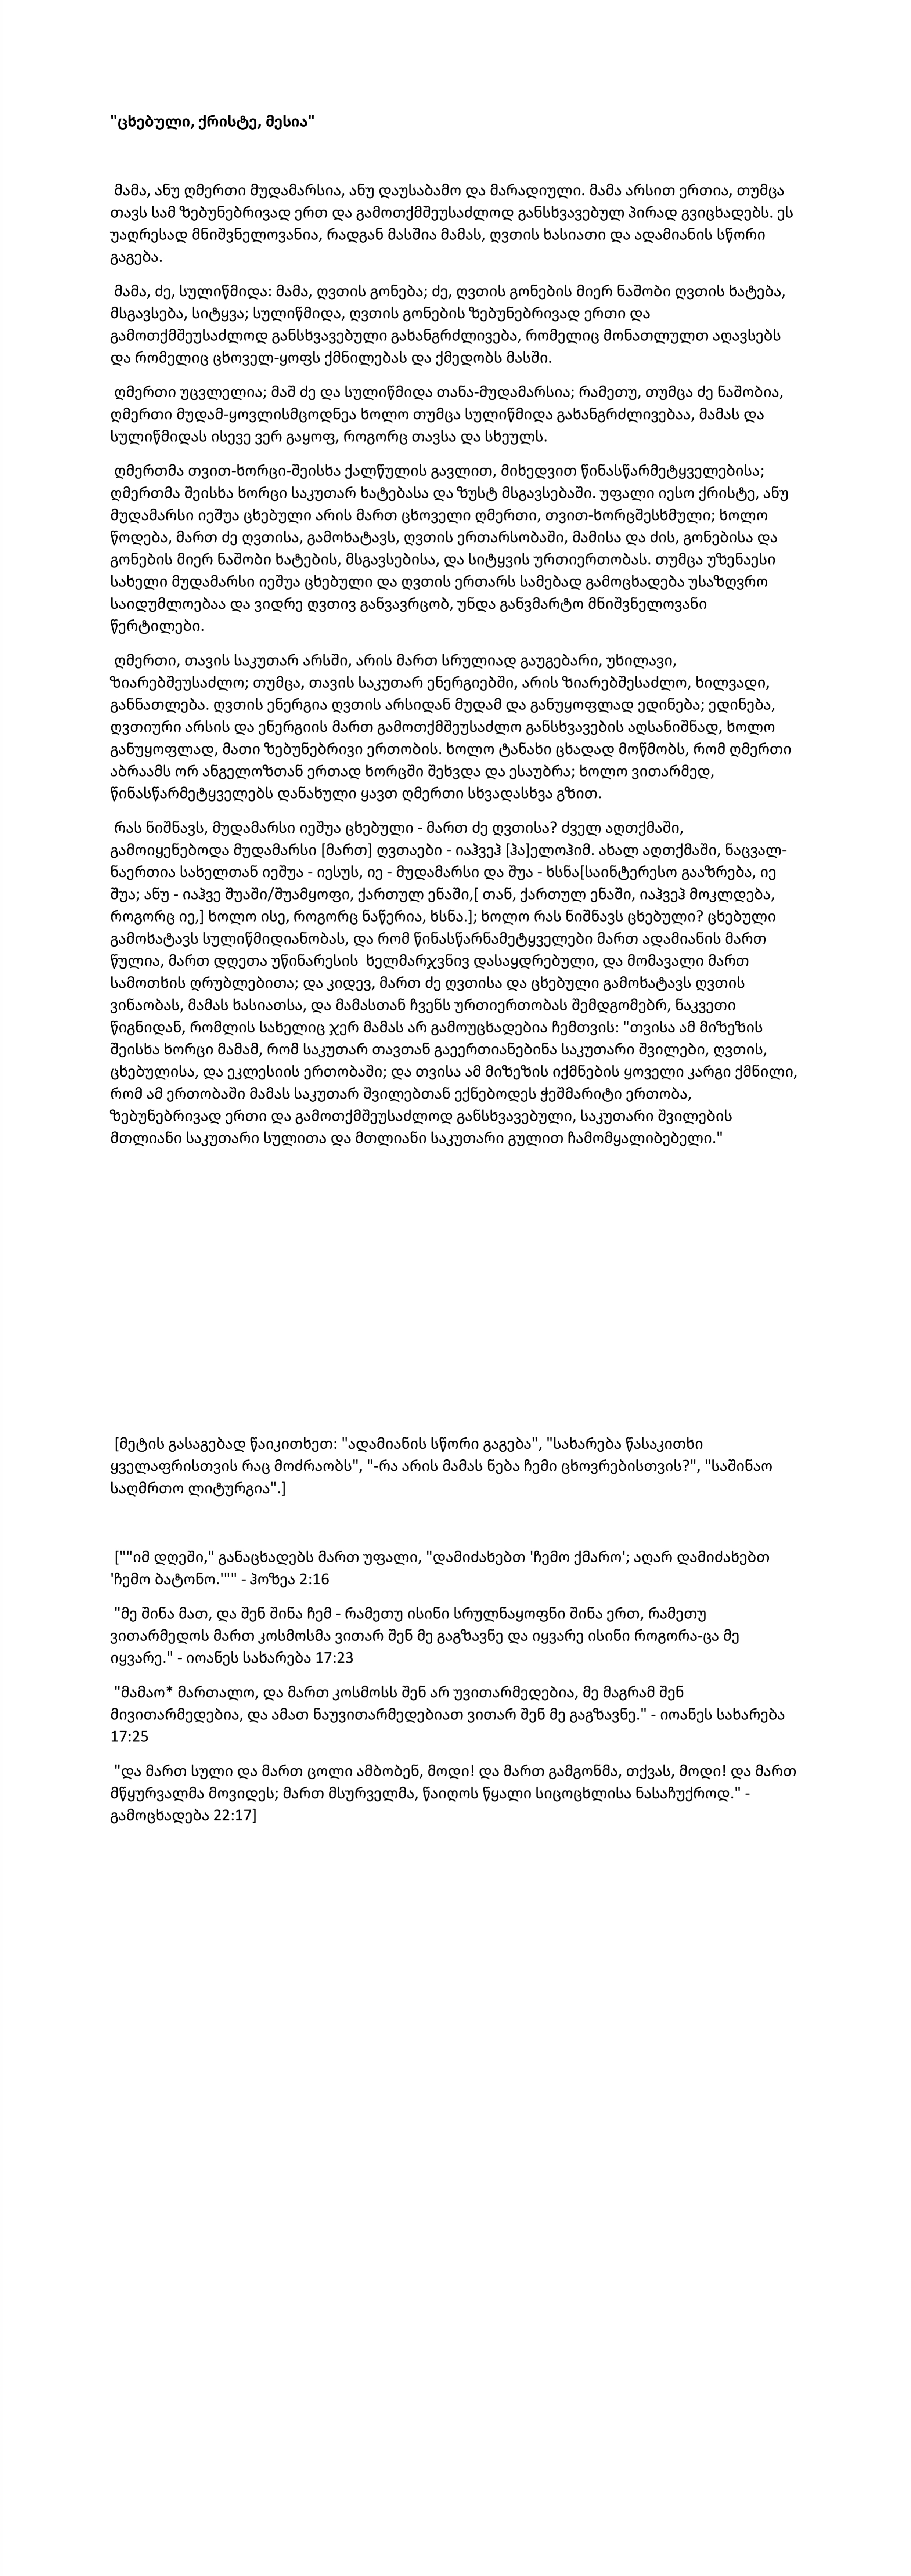 "ცხებული, ქრისტე, მესია"
მამა, ანუ ღმერთი მუდამარსია, ანუ დაუსაბამო და მარადიული. მამა არსით ერთია, თუმცა
თავს სამ ზებუნებრივად ერთ და გამოთქმშეუსაძლოდ განსხვავებულ პირად გვიცხადებს. ეს
უაღრესად მნიშვნელოვანია, რადგან მასშია მამას, ღვთის ხასიათი და ადამიანის სწორი
გაგება.
მამა, ძე, სულიწმიდა: მამა, ღვთის გონება; ძე, ღვთის გონების მიერ ნაშობი ღვთის ხატება,
მსგავსება, სიტყვა; სულიწმიდა, ღვთის გონების ზებუნებრივად ერთი და
გამოთქმშეუსაძლოდ განსხვავებული გახანგრძლივება, რომელიც მონათლულთ აღავსებს
და რომელიც ცხოველ-ყოფს ქმნილებას და ქმედობს მასში.
ღმერთი უცვლელია; მაშ ძე და სულიწმიდა თანა-მუდამარსია; რამეთუ, თუმცა ძე ნაშობია,
ღმერთი მუდამ-ყოვლისმცოდნეა ხოლო თუმცა სულიწმიდა გახანგრძლივებაა, მამას და
სულიწმიდას ისევე ვერ გაყოფ, როგორც თავსა და სხეულს.
ღმერთმა თვით-ხორცი-შეისხა ქალწულის გავლით, მიხედვით წინასწარმეტყველებისა;
ღმერთმა შეისხა ხორცი საკუთარ ხატებასა და ზუსტ მსგავსებაში. უფალი იესო ქრისტე, ანუ
მუდამარსი იეშუა ცხებული არის მართ ცხოველი ღმერთი, თვით-ხორცშესხმული; ხოლო
წოდება, მართ ძე ღვთისა, გამოხატავს, ღვთის ერთარსობაში, მამისა და ძის, გონებისა და
გონების მიერ ნაშობი ხატების, მსგავსებისა, და სიტყვის ურთიერთობას. თუმცა უზენაესი
სახელი მუდამარსი იეშუა ცხებული და ღვთის ერთარს სამებად გამოცხადება უსაზღვრო
საიდუმლოებაა და ვიდრე ღვთივ განვავრცობ, უნდა განვმარტო მნიშვნელოვანი
წერტილები.
ღმერთი, თავის საკუთარ არსში, არის მართ სრულიად გაუგებარი, უხილავი,
ზიარებშეუსაძლო; თუმცა, თავის საკუთარ ენერგიებში, არის ზიარებშესაძლო, ხილვადი,
განნათლება. ღვთის ენერგია ღვთის არსიდან მუდამ და განუყოფლად ედინება; ედინება,
ღვთიური არსის და ენერგიის მართ გამოთქმშეუსაძლო განსხვავების აღსანიშნად, ხოლო
განუყოფლად, მათი ზებუნებრივი ერთობის. ხოლო ტანახი ცხადად მოწმობს, რომ ღმერთი
აბრაამს ორ ანგელოზთან ერთად ხორცში შეხვდა და ესაუბრა; ხოლო ვითარმედ,
წინასწარმეტყველებს დანახული ყავთ ღმერთი სხვადასხვა გზით.
რას ნიშნავს, მუდამარსი იეშუა ცხებული - მართ ძე ღვთისა? ძველ აღთქმაში,
გამოიყენებოდა მუდამარსი [მართ] ღვთაები - იაჰვეჰ [ჰა]ელოჰიმ. ახალ აღთქმაში, ნაცვალ-
ნაერთია სახელთან იეშუა - იესუს, იე - მუდამარსი და შუა - ხსნა[საინტერესო გააზრება, იე
შუა; ანუ - იაჰვე შუაში/შუამყოფი, ქართულ ენაში,[ თან, ქართულ ენაში, იაჰვეჰ მოკლდება,
როგორც იე,] ხოლო ისე, როგორც ნაწერია, ხსნა.]; ხოლო რას ნიშნავს ცხებული? ცხებული
გამოხატავს სულიწმიდიანობას, და რომ წინასწარნამეტყველები მართ ადამიანის მართ
წულია, მართ დღეთა უწინარესის  ხელმარჯვნივ დასაყდრებული, და მომავალი მართ
სამოთხის ღრუბლებითა; და კიდევ, მართ ძე ღვთისა და ცხებული გამოხატავს ღვთის
ვინაობას, მამას ხასიათსა, და მამასთან ჩვენს ურთიერთობას შემდგომებრ, ნაკვეთი
წიგნიდან, რომლის სახელიც ჯერ მამას არ გამოუცხადებია ჩემთვის: "თვისა ამ მიზეზის
შეისხა ხორცი მამამ, რომ საკუთარ თავთან გაეერთიანებინა საკუთარი შვილები, ღვთის,
ცხებულისა, და ეკლესიის ერთობაში; და თვისა ამ მიზეზის იქმნების ყოველი კარგი ქმნილი,
რომ ამ ერთობაში მამას საკუთარ შვილებთან ექნებოდეს ჭეშმარიტი ერთობა,
ზებუნებრივად ერთი და გამოთქმშეუსაძლოდ განსხვავებული, საკუთარი შვილების
მთლიანი საკუთარი სულითა და მთლიანი საკუთარი გულით ჩამომყალიბებელი."
[მეტის გასაგებად წაიკითხეთ: "ადამიანის სწორი გაგება", "სახარება წასაკითხი
ყველაფრისთვის რაც მოძრაობს", "-რა არის მამას ნება ჩემი ცხოვრებისთვის?", "საშინაო
საღმრთო ლიტურგია".]
[""იმ დღეში," განაცხადებს მართ უფალი, "დამიძახებთ 'ჩემო ქმარო'; აღარ დამიძახებთ
'ჩემო ბატონო.'"" - ჰოზეა 2:16
"მე შინა მათ, და შენ შინა ჩემ - რამეთუ ისინი სრულნაყოფნი შინა ერთ, რამეთუ
ვითარმედოს მართ კოსმოსმა ვითარ შენ მე გაგზავნე და იყვარე ისინი როგორა-ცა მე
იყვარე." - იოანეს სახარება 17:23
"მამაო* მართალო, და მართ კოსმოსს შენ არ უვითარმედებია, მე მაგრამ შენ
მივითარმედებია, და ამათ ნაუვითარმედებიათ ვითარ შენ მე გაგზავნე." - იოანეს სახარება
17:25
"და მართ სული და მართ ცოლი ამბობენ, მოდი! და მართ გამგონმა, თქვას, მოდი! და მართ
მწყურვალმა მოვიდეს; მართ მსურველმა, წაიღოს წყალი სიცოცხლისა ნასაჩუქროდ." -
გამოცხადება 22:17]